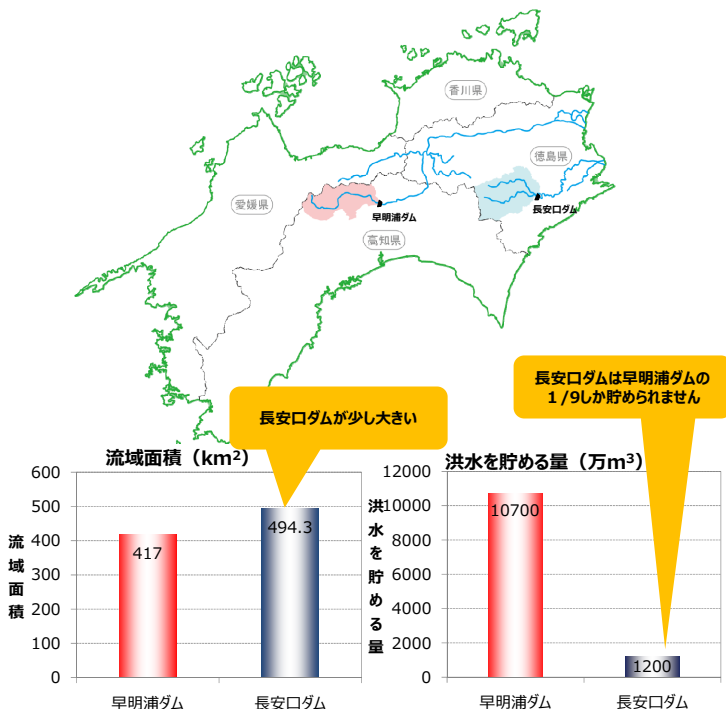 香川県
徳島県
愛媛県
早明浦ダム
長安口ダム
高知県
長安口ダムは早明浦ダムの
1/9しか貯められません
長安口ダムが少し大きい
流域面積（km²）
600
500
400
300
200
100
0
流域面積
417
494.3
早明浦ダム
長安口ダム
洪水を貯める量（万m³）
12000
10000
8000
6000
4000
2000
0
洪水を貯める量
10700
1200
早明浦ダム
長安口ダム